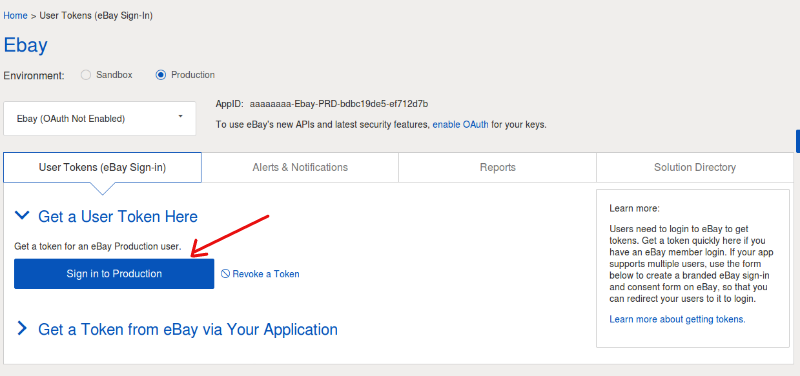 Home > User Tokens (eBay Sign-In)
Ebay
Environment: Sandbox Production
Ebay (OAuth Not Enabled)
AppID: aaaaaaaa-Ebay-PRD-bdbc19de5-ef712d7b
To use eBay's new APIs and latest security features, enable OAuth for your keys.
User Tokens (eBay Sign-in) Alerts & Notifications Reports Solution Directory
Get a User Token Here
Get a token for an eBay Production user.
Sign in to Production Revoke a Token
Get a Token from eBay via Your Application
Learn more:
Users need to login to eBay to get
tokens. Get a token quickly here if you
have an eBay member login. If your app
supports multiple users, use the form
below to create a branded eBay sign-in
and consent form on eBay, so that you
can redirect your users to it to login.
Learn more about getting tokens.